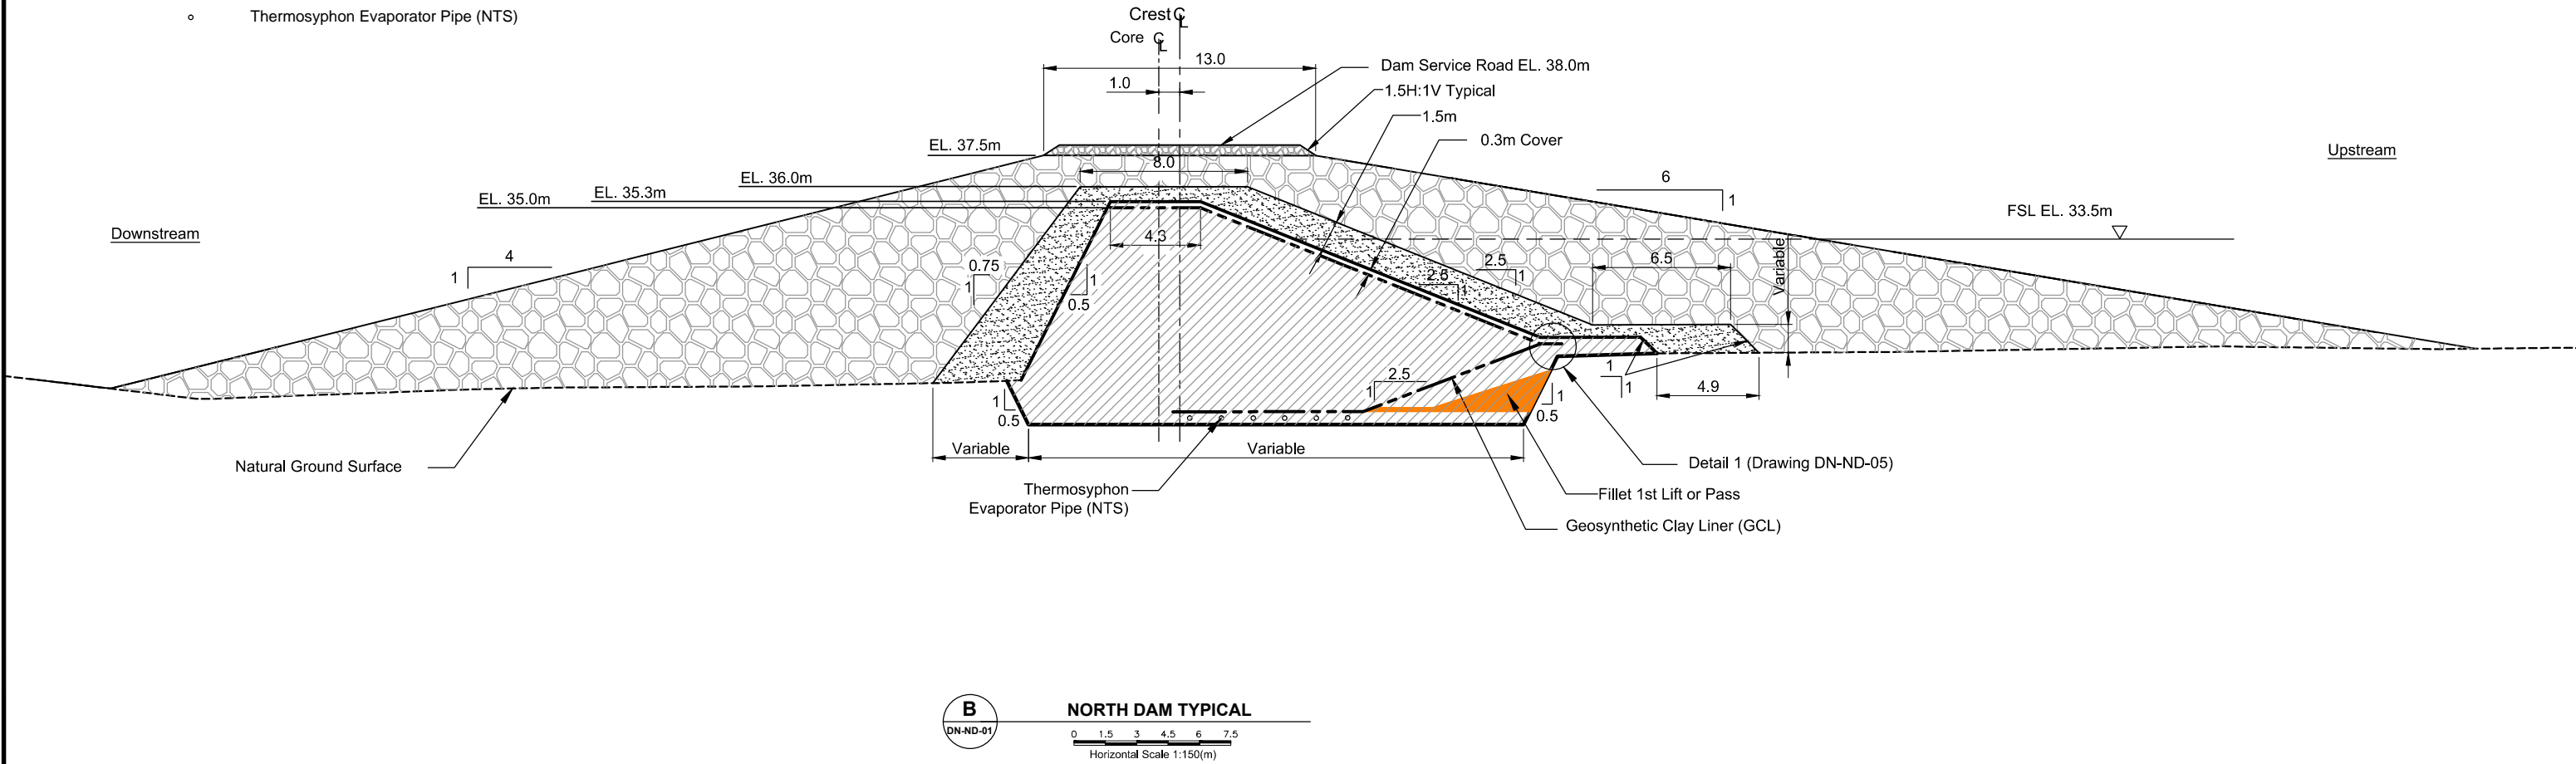 Thermosyphon Evaporator Pipe (NTS)
Crest CL
Core CL
13.0
1.0
Dam Service Road EL. 38.0m
1.5H:1V Typical
1.5m
0.3m Cover
EL. 37.5m
8.0
Upstream
EL. 36.0m
EL. 35.3m
EL. 35.0m
6
1
FSL EL. 33.5m
Downstream
4.3
4
1
0.75
1
1
0.5
2.5
1
2.5
1
6.5
Variable
2.5
1
1
1
4.9
1
0.5
1
0.5
Variable
Variable
Natural Ground Surface
Thermosyphon
Evaporator Pipe (NTS)
Detail 1 (Drawing DN-ND-05)
Fillet 1st Lift or Pass
Geosynthetic Clay Liner (GCL)
B
DN-ND-01
NORTH DAM TYPICAL
0 1.5 3 4.5 6 7.5
Horizontal Scale 1:150(m)